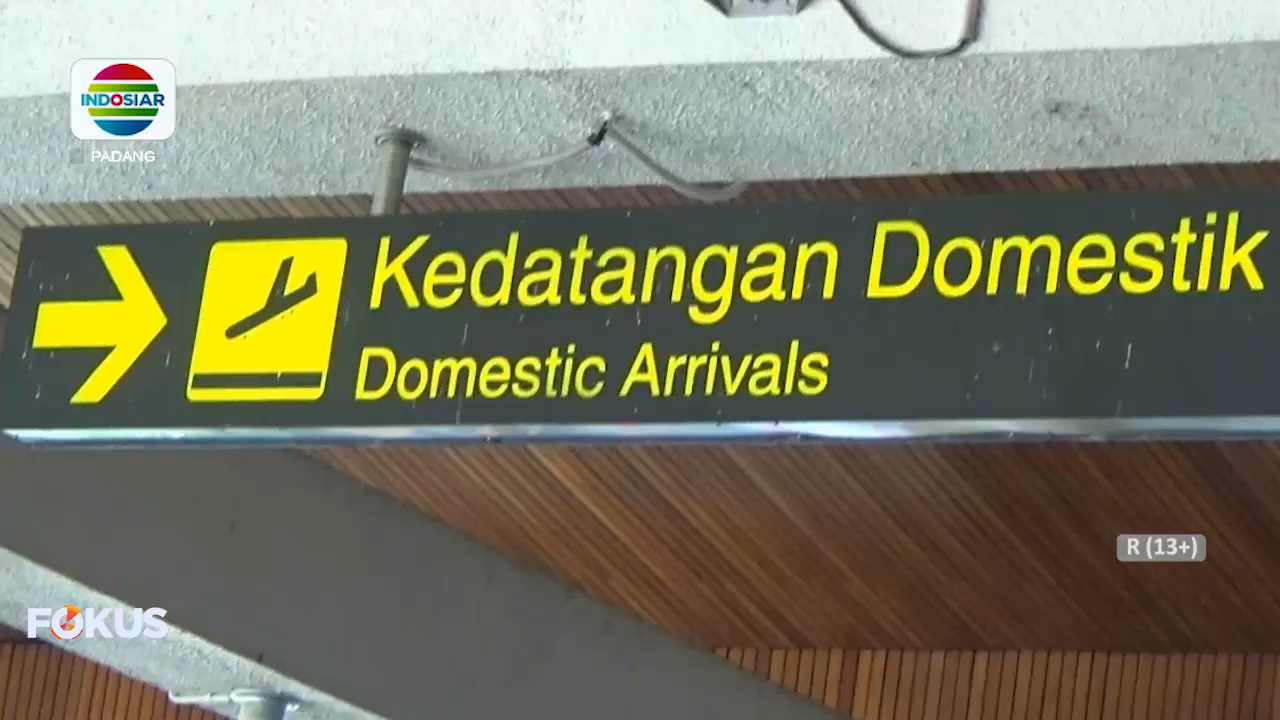 INDOSIAR
PADANG
Kedatangan Domestik
Domestic Arrivals
R (13+)
FOKUS